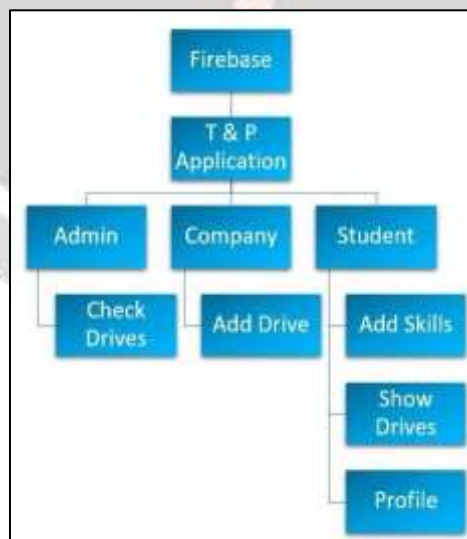 Firebase
T & P
Application
Admin
Company
Student
Check
Drives
Add Drive
Add Skills
Show
Drives
Profile